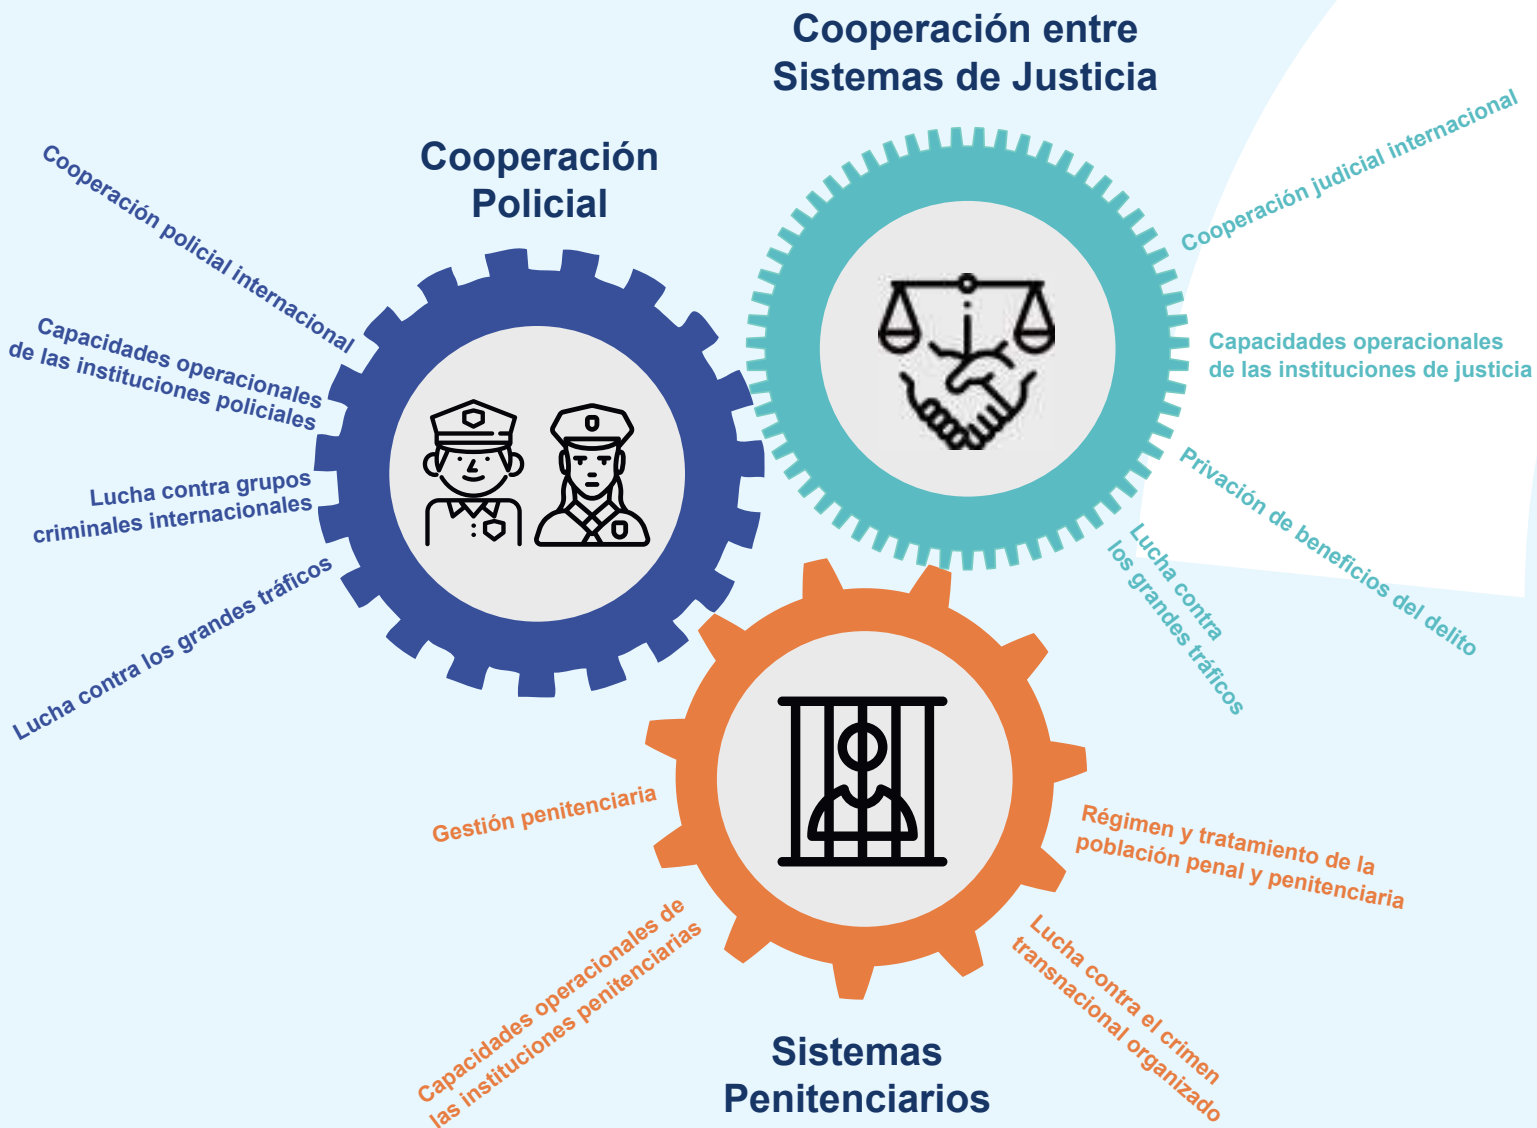 Cooperación entre
Sistemas de Justicia
Cooperación judicial internacional
Capacidades operacionales
de las instituciones de justicia
Privación de beneficios del delito
Lucha contra
los grandes tráficos
Cooperación
Policial
Cooperación policial internacional
Capacidades operacionales
de las instituciones policiales
Lucha contra grupos
criminales internacionales
Lucha contra los grandes tráficos
Gestión penitenciaria
Capacidades operacionales de
las instituciones penitenciarias
Régimen y tratamiento de la
población penal y penitenciaria
Lucha contra el crimen
transnacional organizado
Sistemas
Penitenciarios